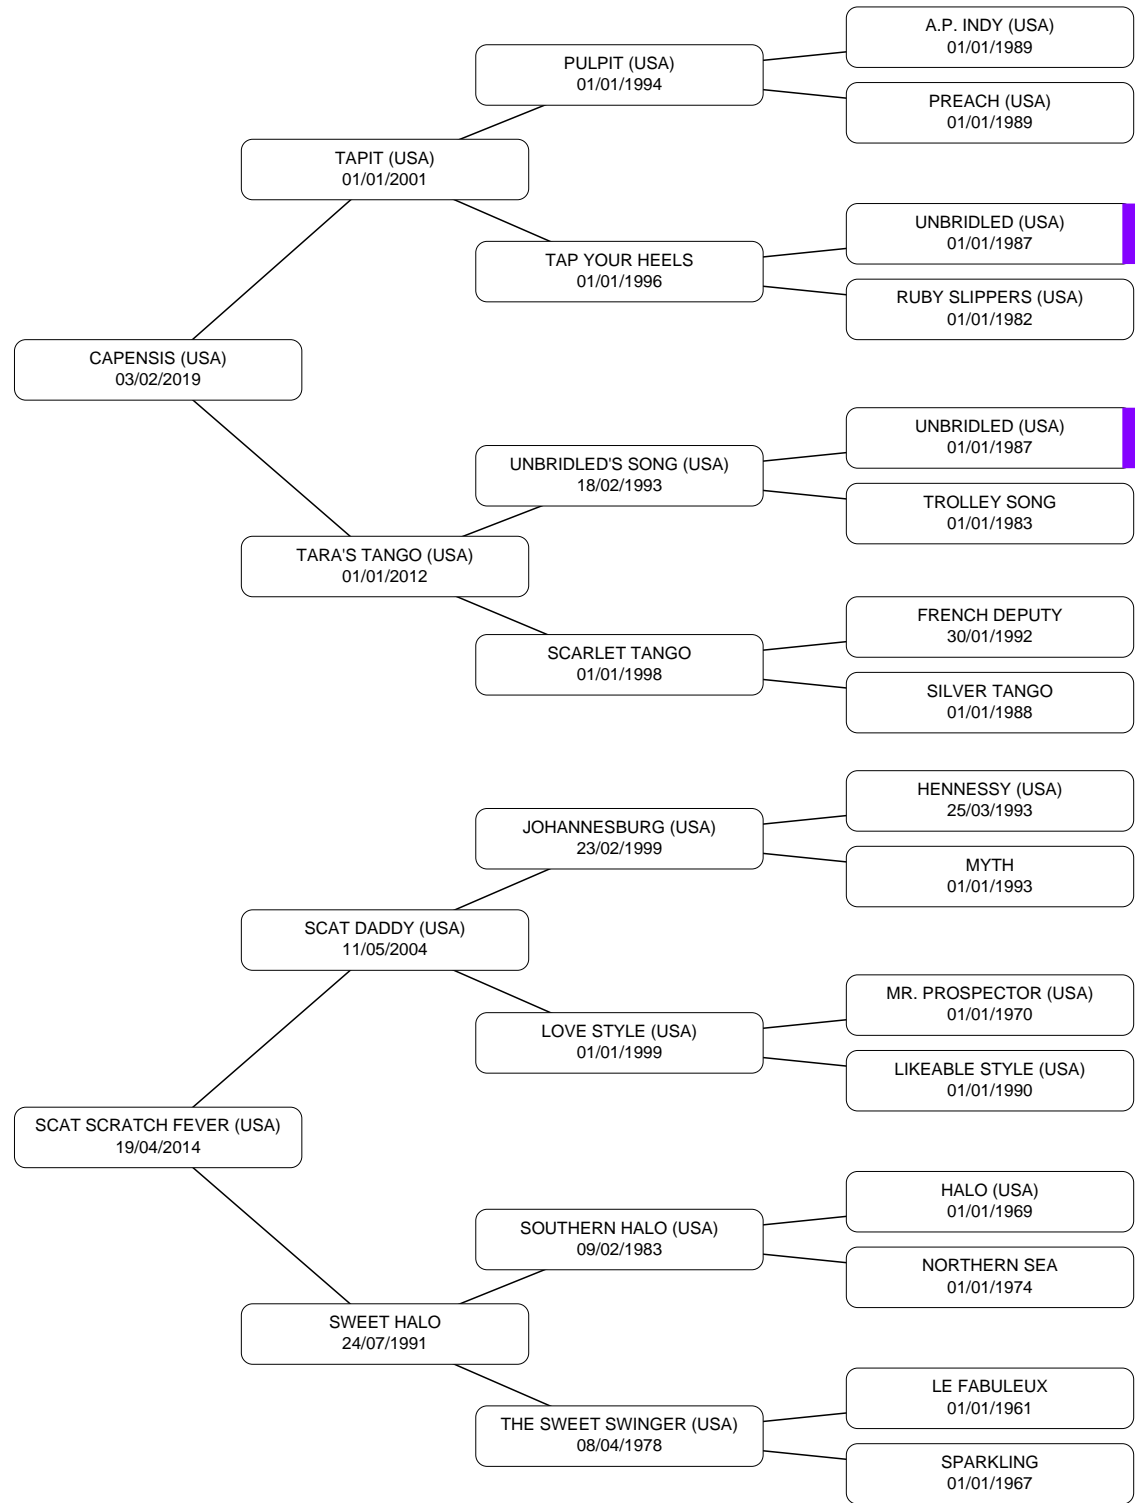 A.P. INDY (USA)
01/01/1989
PULPIT (USA)
01/01/1994
PREACH (USA)
01/01/1989
TAPIT (USA)
01/01/2001
UNBRIDLED (USA)
01/01/1987
TAP YOUR HEELS
01/01/1996
RUBY SLIPPERS (USA)
01/01/1982
CAPENSIS (USA)
03/02/2019
UNBRIDLED (USA)
01/01/1987
UNBRIDLED'S SONG (USA)
18/02/1993
TROLLEY SONG
01/01/1983
TARA'S TANGO (USA)
01/01/2012
FRENCH DEPUTY
30/01/1992
SCARLET TANGO
01/01/1998
SILVER TANGO
01/01/1988
HENNESSY (USA)
25/03/1993
JOHANNESBURG (USA)
23/02/1999
MYTH
01/01/1993
SCAT DADDY (USA)
11/05/2004
MR. PROSPECTOR (USA)
01/01/1970
LOVE STYLE (USA)
01/01/1999
LIKEABLE STYLE (USA)
01/01/1990
SCAT SCRATCH FEVER (USA)
19/04/2014
HALO (USA)
01/01/1969
SOUTHERN HALO (USA)
09/02/1983
NORTHERN SEA
01/01/1974
SWEET HALO
24/07/1991
LE FABULEUX
01/01/1961
THE SWEET SWINGER (USA)
08/04/1978
SPARKLING
01/01/1967